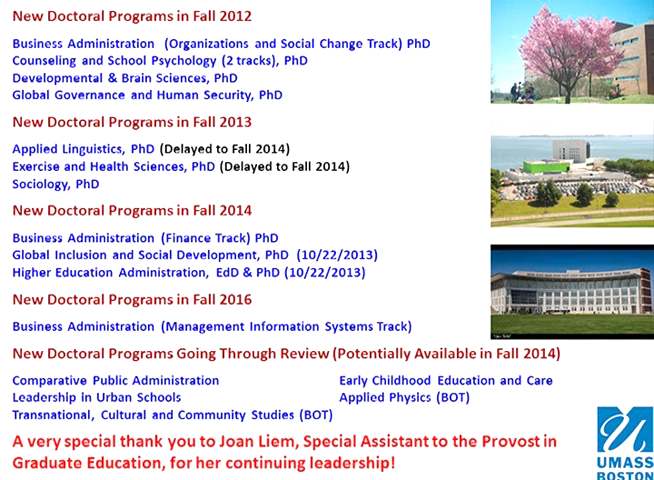 New Doctoral Programs in Fall 2012
Business Administration (Organizations and Social Change Track) PhD
Counseling and School Psychology (2 tracks), PhD
Developmental & Brain Sciences, PhD
Global Governance and Human Security, PhD
New Doctoral Programs in Fall 2013
Applied Linguistics, PhD (Delayed to Fall 2014)
Exercise and Health Sciences, PhD (Delayed to Fall 2014)
Sociology, PhD
New Doctoral Programs in Fall 2014
Business Administration (Finance Track) PhD
Global Inclusion and Social Development, PhD (10/22/2013)
Higher Education Administration, EdD & PhD (10/22/2013)
New Doctoral Programs in Fall 2016
Business Administration (Management Information Systems Track)
New Doctoral Programs Going Through Review (Potentially Available in Fall 2014)
Comparative Public Administration
Leadership in Urban Schools
Transnational, Cultural and Community Studies (BOT)
Early Childhood Education and Care
Applied Physics (BOT)
A very special thank you to Joan Liem, Special Assistant to the Provost in
Graduate Education, for her continuing leadership!
UMASS
BOSTON